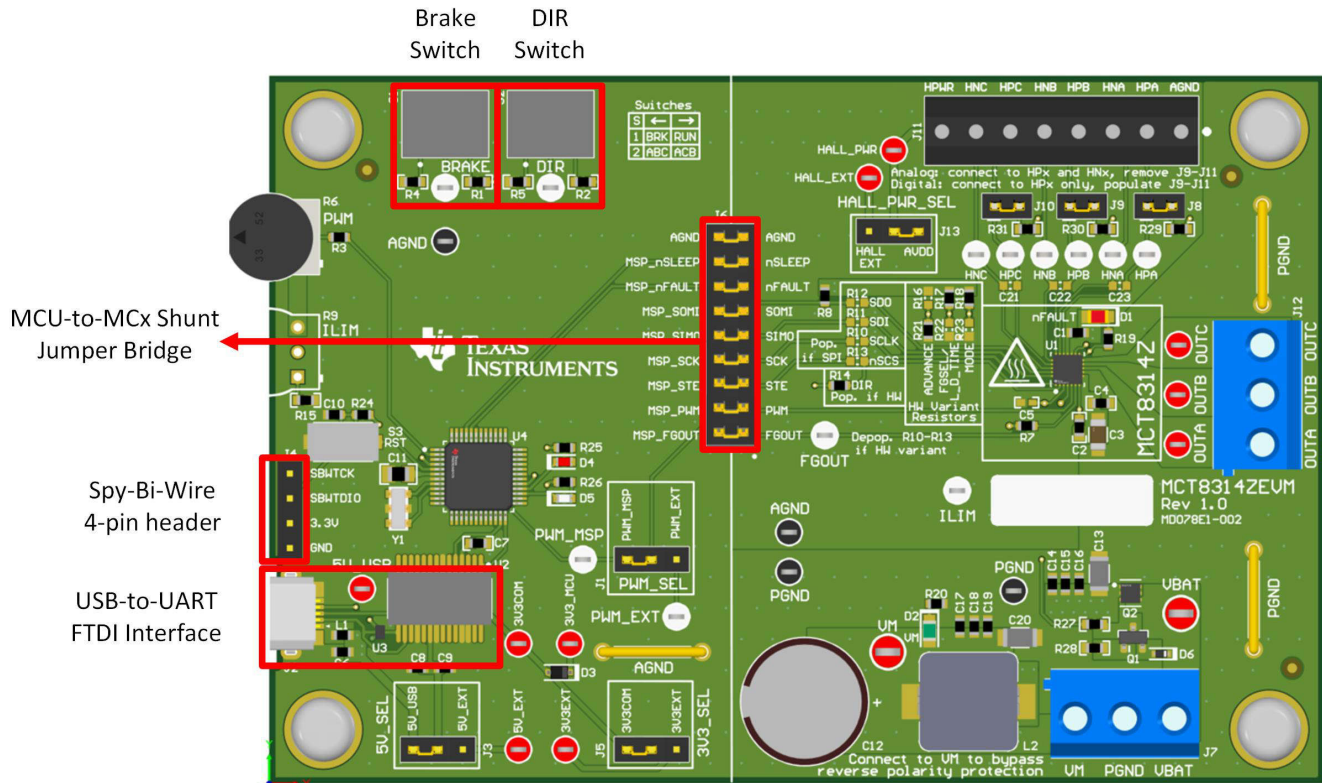 Brake
Switch
DIR
Switch
MCU-to-MCx Shunt
Jumper Bridge
Spy-Bi-Wire
4-pin header
USB-to-UART
FTDI Interface
Switches
S ← →
1 BRK RUN
2 ABC ACB
BRAKE
DIR
R4
R1
R5
R2
R6
PWM
52
33
R3
AGND
R9
ILIM
TEXAS
INSTRUMENTS
R15
C10
R24
S3
RST
C11
Y1
U4
R25
D4
R26
D5
C7
SBWTCK
SBWTDIO
3.3V
GND
U2
U3
L1
C8
C9
PWM_MSP
J1
PWM_MSP
PWM_EXT
PWM_SEL
PWM_EXT
3V3COM
3V3_MCU
D3
AGND
5V_SEL
5V_USB
5V_EXT
J3
5V_EXT
3V3EXT
J5
3V3COM
3V3EXT
3V3_SEL
AGND AGND
MSP_nSLEEP nSLEEP
MSP_nFAULT nFAULT
MSP_SOMI SOMI
MSP_SIMO SIMO
MSP_SCK SCK
MSP_STE STE
MSP_PWM PWM
MSP_FGOUT FGOUT
HPWR HNC HPC HNB HPB HNA HPA AGND
J11
Analog: connect to HPx and HNx, remove J9-J11
Digital: connect to HPx only, populate J9-J11
HALL_PWR
HALL_EXT
HALL_PWR_SEL
HALL
EXT
AVDD
J13
J10
J9
J8
R31
R30
R29
HNC
HPC
HNB
HPB
HNA
HPA
C21
C22
C23
PGND
R8
R12
SDO
R11
SDI
R10
SCLK
R13
nSCS
Pop.
if SPI
R14
DIR
Pop. if HW
R16
R17
R18
R21
R22
R23
ADVANCE
FGSEL/
L_D_TIME
MODE
HW Variant
Resistors
Depop. R10-R13
if HW variant
FGOUT
nFAULT
D1
U1
C1
R19
C4
C5
R7
C3
C2
MCT8314Z
OUTC
OUTB
OUTA
J12
OUTC
OUTB
OUTA
MCT8314ZEVM
Rev 1.0
MD078E1-002
ILIM
AGND
PGND
PGND
R20
D2
VM
C17
C18
C19
C20
VM
C14
C15
C16
C13
Q2
VBAT
R27
R28
Q1
D6
PGND
C12
+
L2
J7
Connect to VM to bypass
reverse polarity protection
VM PGND VBAT